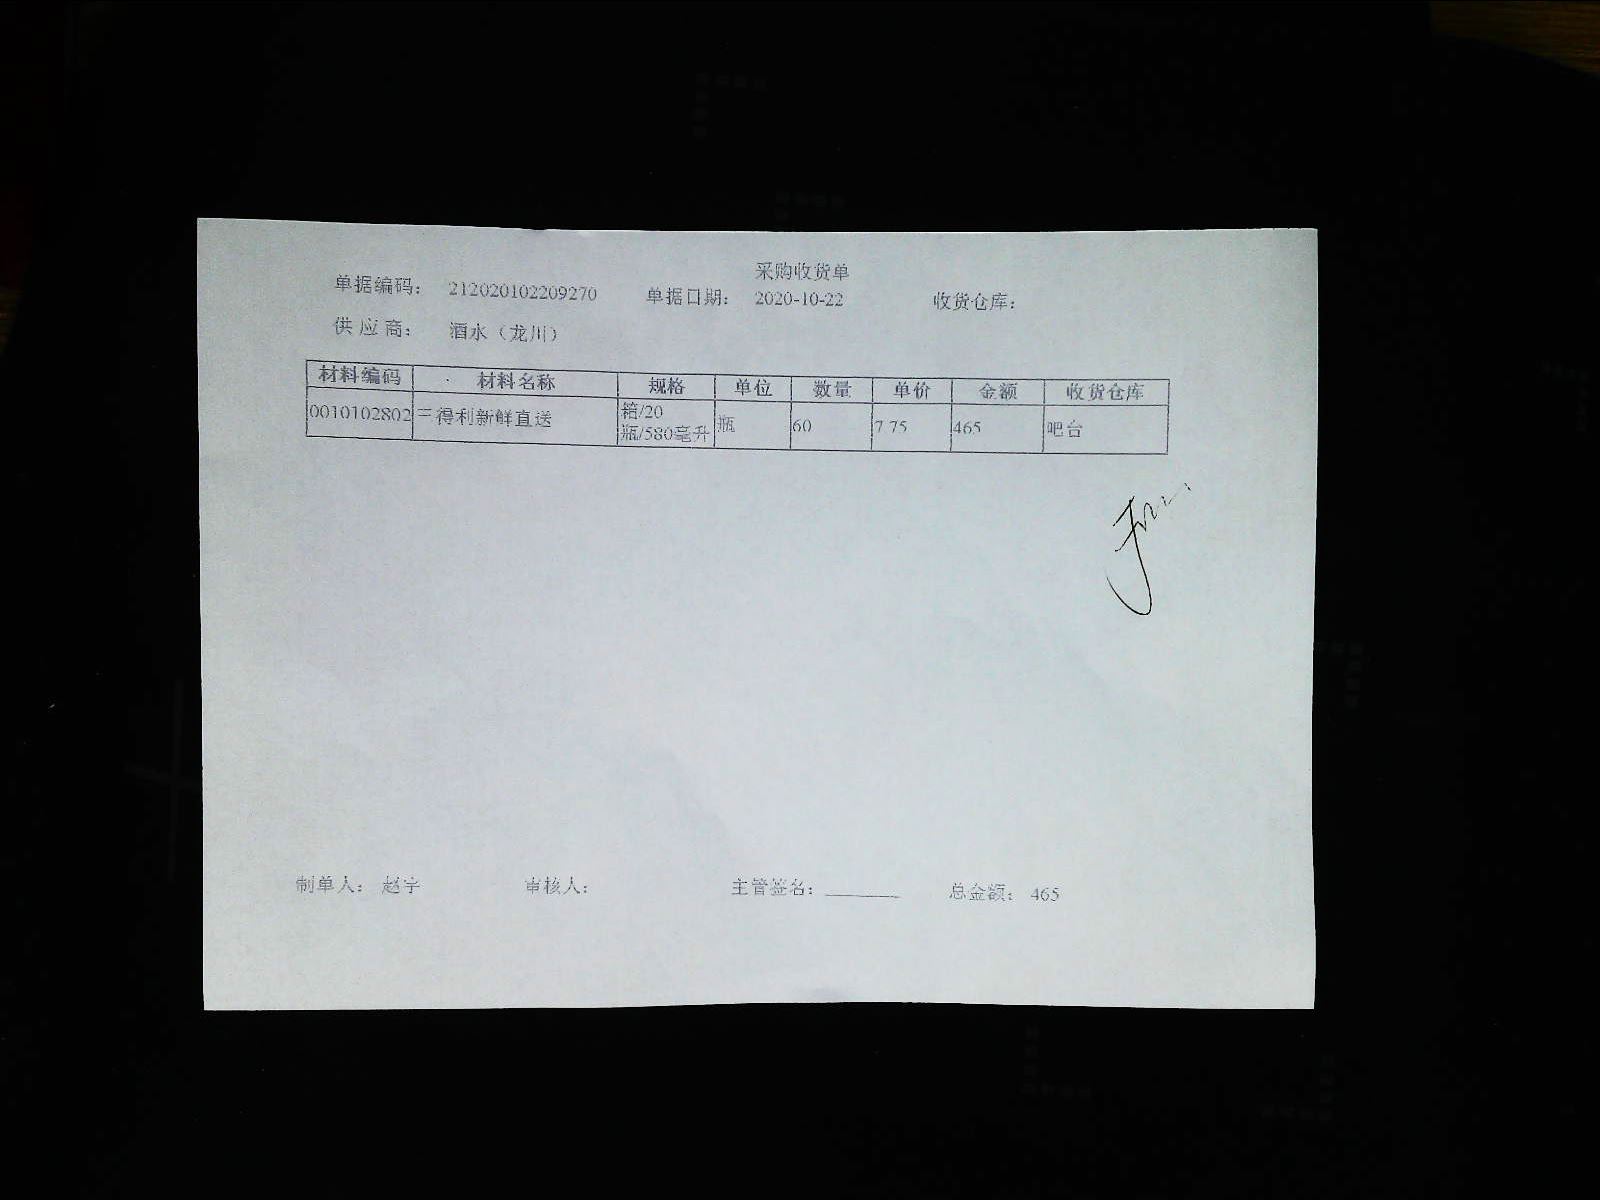 采购收货单
单据编码： 212020102209270 单据日期： 2020-10-22 收货仓库：
供应商： 酒水（龙川）
材料编码 材料名称 规格 单位 数量 单价 金额 收货仓库
0010102802 三得利新鲜直送 箱/20 瓶/580毫升 瓶 60 7.75 465 吧台
制单人： 赵宇 审核人： 主管签名： 总金额： 465